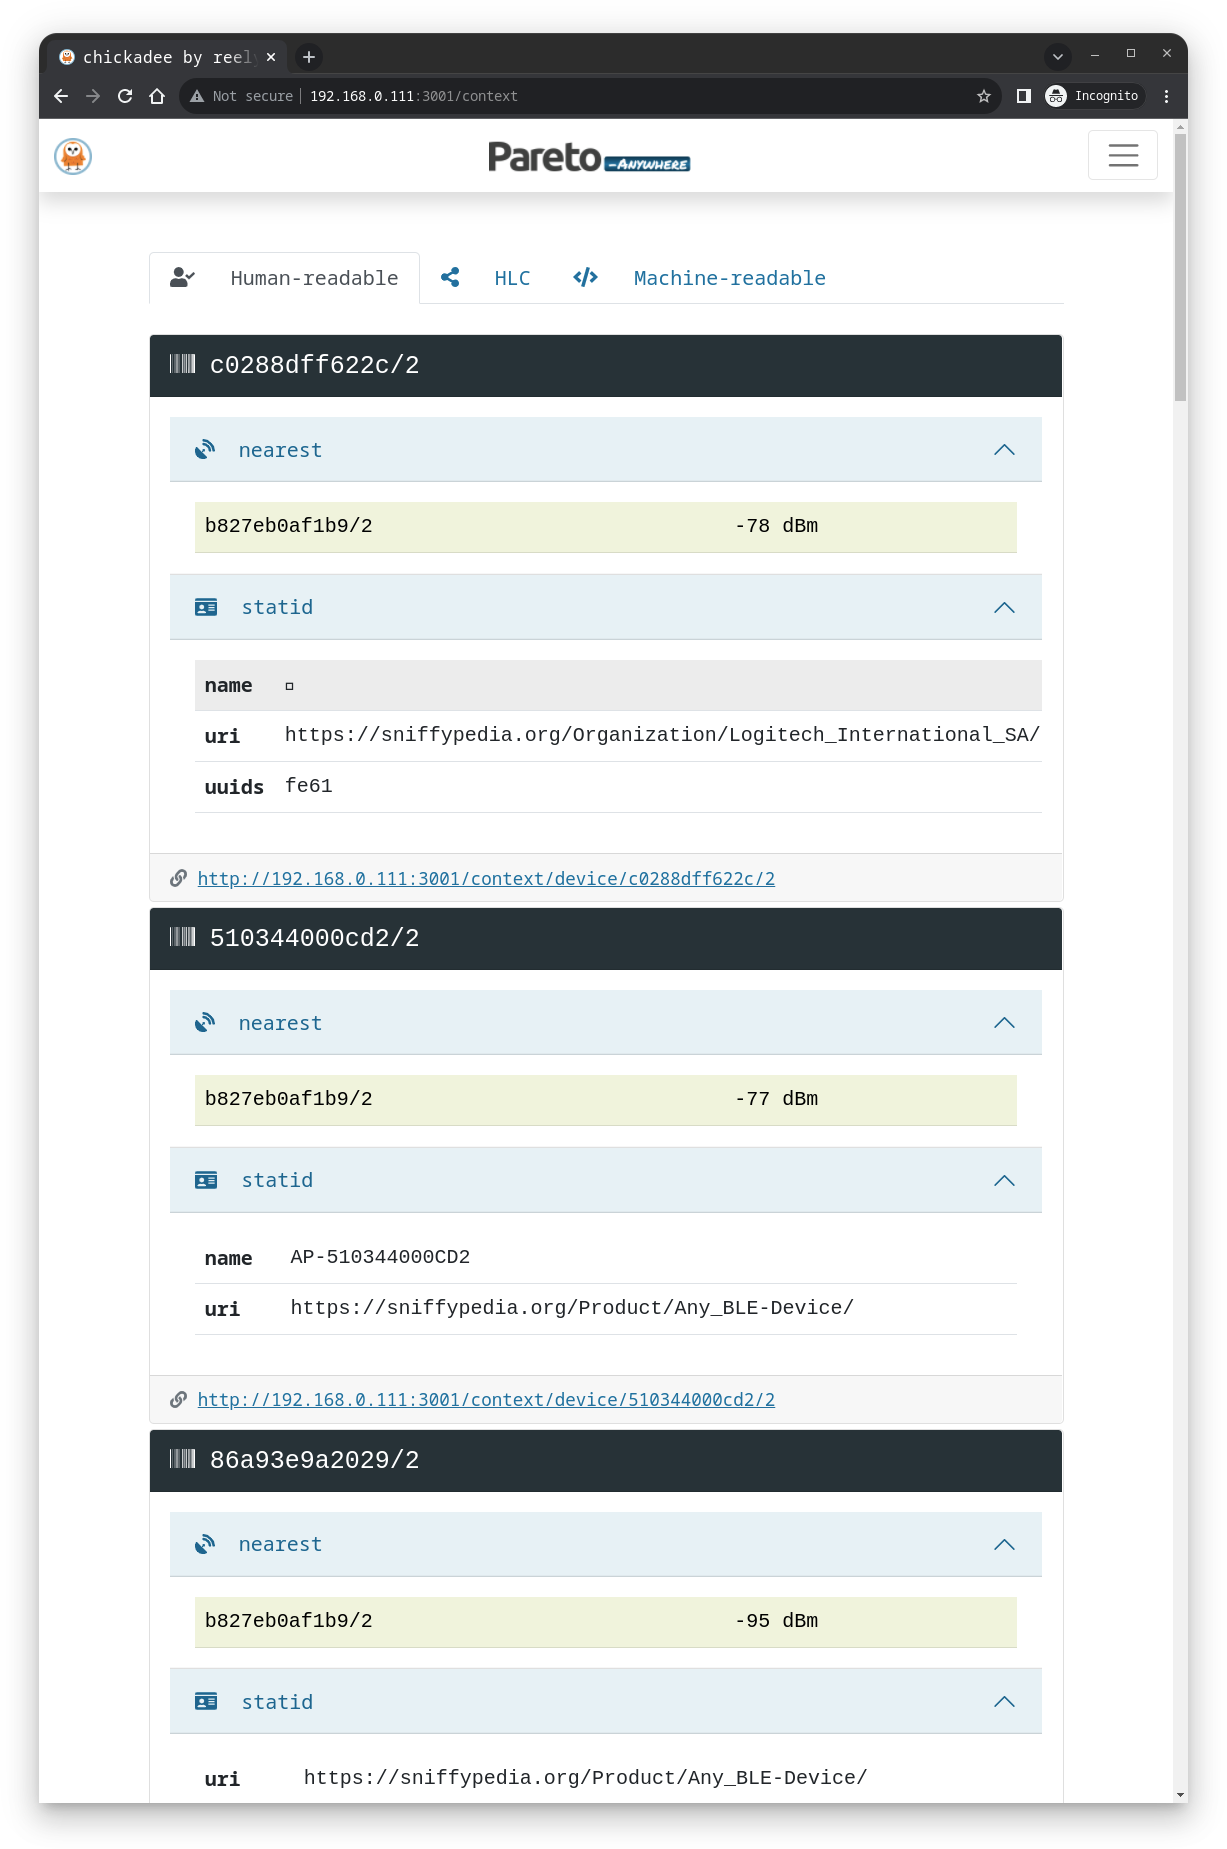 chickadee by reely
Not secure 192.168.0.111:3001/context Incognito
Pareto -ANYWHERE
Human-readable HLC Machine-readable
c0288dff622c/2
nearest
b827eb0af1b9/2 -78 dBm
statid
name
uri https://sniffypedia.org/Organization/Logitech_International_SA/
uuids fe61
http://192.168.0.111:3001/context/device/c0288dff622c/2
510344000cd2/2
nearest
b827eb0af1b9/2 -77 dBm
statid
name AP-510344000CD2
uri https://sniffypedia.org/Product/Any_BLE-Device/
http://192.168.0.111:3001/context/device/510344000cd2/2
86a93e9a2029/2
nearest
b827eb0af1b9/2 -95 dBm
statid
uri https://sniffypedia.org/Product/Any_BLE-Device/